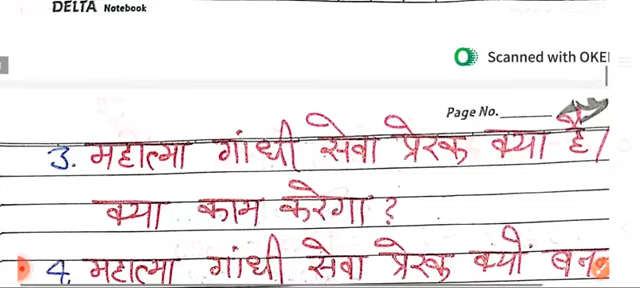 DELTA Notebook
Scanned with OKE
Page No.
3. महात्मा गांधी सेवा प्रेरक क्या है।
क्या काम करेगा?
4. महात्मा गांधी सेवा प्रेरक क्यों बन